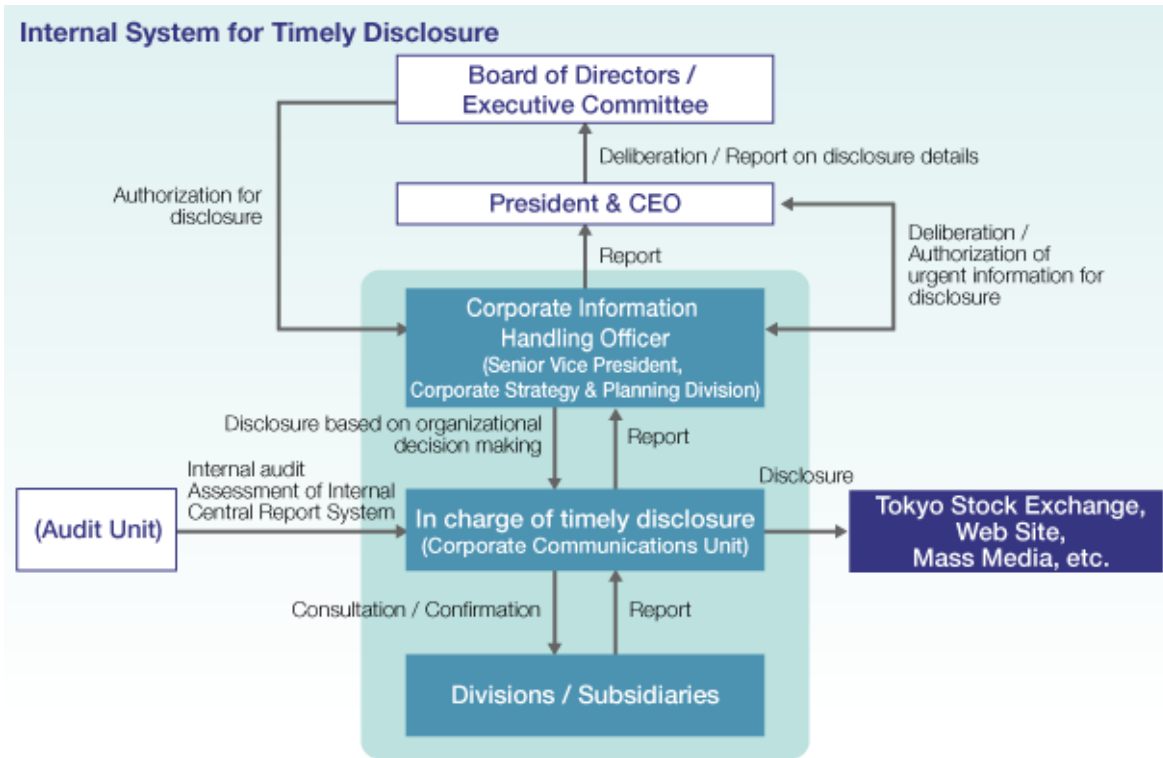 Internal System for Timely Disclosure
Board of Directors /
Executive Committee
Deliberation / Report on disclosure details
Authorization for
disclosure
President & CEO
Deliberation /
Authorization of
urgent information for
disclosure
Report
Corporate Information
Handling Officer
(Senior Vice President,
Corporate Strategy & Planning Division)
Disclosure based on organizational
decision making
Report
Internal audit
Assessment of Internal
Central Report System
Disclosure
(Audit Unit)
In charge of timely disclosure
(Corporate Communications Unit)
Tokyo Stock Exchange,
Web Site,
Mass Media, etc.
Consultation / Confirmation
Report
Divisions / Subsidiaries